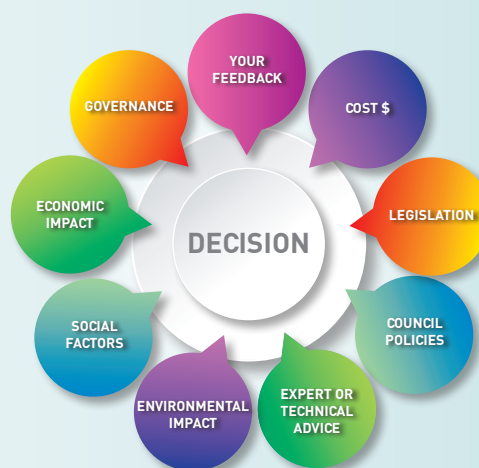 YOUR
FEEDBACK
COST $
LEGISLATION
COUNCIL
POLICIES
EXPERT OR
TECHNICAL
ADVICE
ENVIRONMENTAL
IMPACT
SOCIAL
FACTORS
ECONOMIC
IMPACT
GOVERNANCE
DECISION